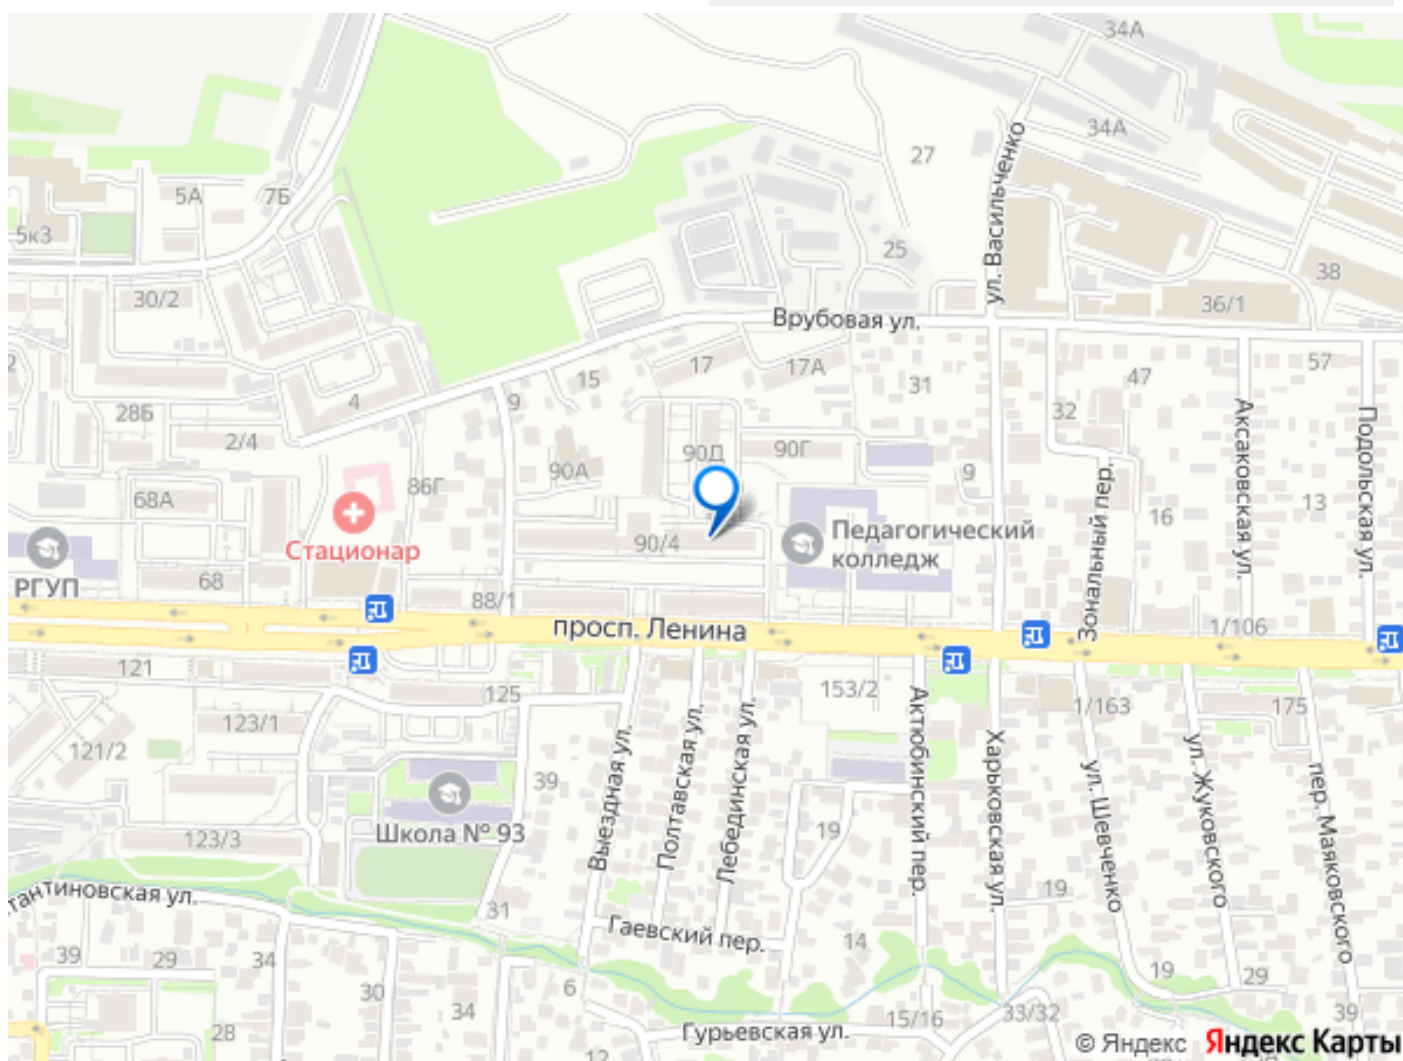 34А
34А
ул. Васильченко
27
5А
7Б
5к3
25
38
30/2
36/1
Врубовая ул.
57
17
17А
15
31
47
4
9
32
28Б
2/4
Аксаковская ул.
Подольская ул.
90Д
90Г
90А
9
86Г
68А
13
16
Зональный пер.
Стационар
90/4
Педагогический
колледж
РГУП
68
88/1
просп. Ленина
1/106
121
125
153/2
1/163
175
123/1
121/2
39
Выездная ул.
Полтавская ул.
Лебединская ул.
Актюбинский пер.
Харьковская ул.
ул. Шевченко
ул. Жуковского
пер. Маяковского
Школа № 93
123/3
19
19
тантиновская ул.
31
Гаевский пер.
14
39
29
34
30
34
6
19
29
39
28
12
Гурьевская ул.
15/16
33/32
© Яндекс Яндекс Карты